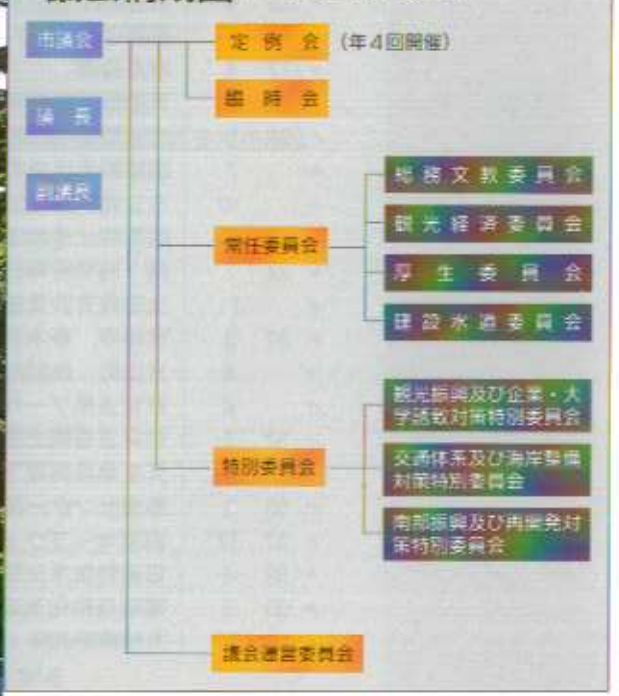 市議会
定例会（年4回開催）
議長
臨時会
副議長
常任委員会
総務文教委員会
観光経済委員会
厚生委員会
建設水道委員会
特別委員会
観光振興及び企業・大
学誘致対策特別委員会
交通体系及び海岸整備
対策特別委員会
南部振興及び再開発対
策特別委員会
議会運営委員会